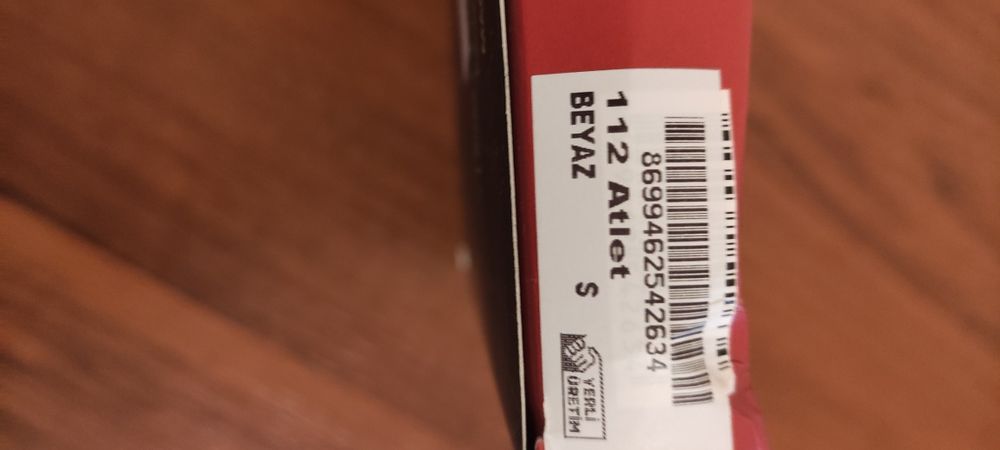 8699462542634
112 Atlet
BEYAZ S
YERLİ
ÜRETİM